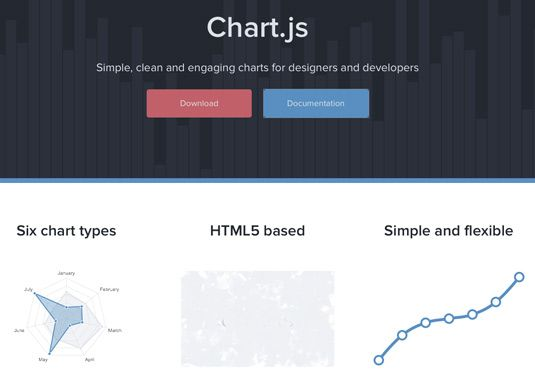 Chart.js
Simple, clean and engaging charts for designers and developers
Download Documentation
Six chart types HTML5 based Simple and flexible
January
July February
June March
May April